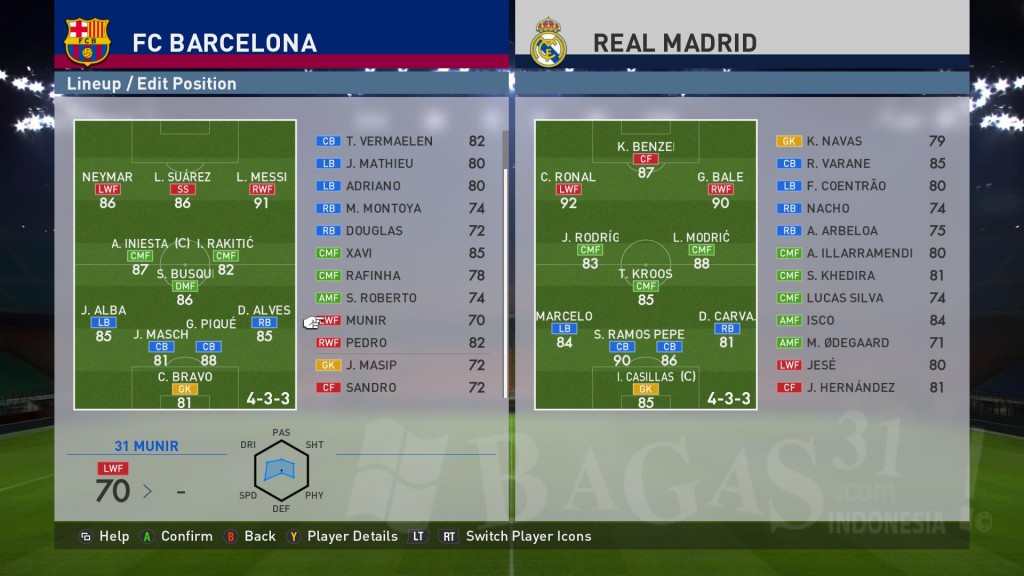 FC BARCELONA
REAL MADRID
Lineup / Edit Position
NEYMAR L. SUÁREZ L. MESSI
LWF SS RWF
86 86 91
A. INIESTA (C) I. RAKITIĆ
CMF CMF
87 82
S. BUSQU
DMF
86
J. ALBA D. ALVES
LB RB
85 85
J. MASCH G. PIQUÉ
CB CB
81 88
C. BRAVO
GK
81
4-3-3
CB T. VERMAELEN 82
LB J. MATHIEU 80
LB ADRIANO 80
RB M. MONTOYA 74
RB DOUGLAS 72
CMF XAVI 85
CMF RAFINHA 78
AMF S. ROBERTO 74
WF MUNIR 70
RWF PEDRO 82
GK J. MASIP 72
CF SANDRO 72
K. BENZE
CF
87
C. RONAL G. BALE
LWF RWF
92 90
J. RODRÍG L. MODRIĆ
CMF CMF
83 88
T. KROOS
CMF
85
MARCELO D. CARVA
LB RB
84 81
S. RAMOS PEPE
CB CB
90 86
I. CASILLAS (C)
GK
85
4-3-3
GK K. NAVAS 79
CB R. VARANE 85
LB F. COENTRÃO 80
RB NACHO 74
RB A. ARBELOA 75
CMF A. ILLARRAMENDI 80
CMF S. KHEDIRA 81
CMF LUCAS SILVA 74
AMF ISCO 84
AMF M. ØDEGAARD 71
LWF JESÉ 80
CF J. HERNÁNDEZ 81
31 MUNIR
LWF
70 > -
PAS
DRI SHT
SPD PHY
DEF
BAGAS31!
.com
INDONESIA ©
Help A Confirm B Back Y Player Details LT RT Switch Player Icons